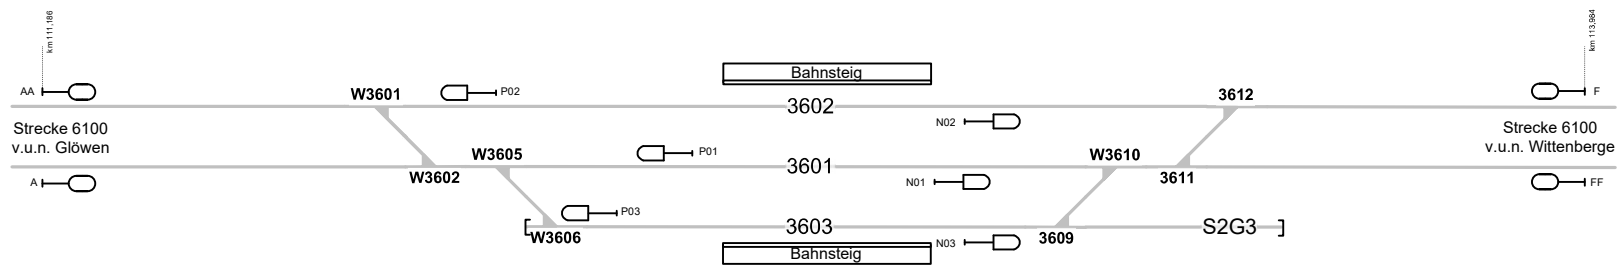 km 111,186
km 113,984
Bahnsteig
AA
W3601
P02
3602
3612
F
N02
Strecke 6100
v.u.n. Glöwen
Strecke 6100
v.u.n. Wittenberge
W3605
P01
3601
W3610
W3602
3611
A
N01
FF
P03
3603
S2G3
W3606
3609
N03
Bahnsteig